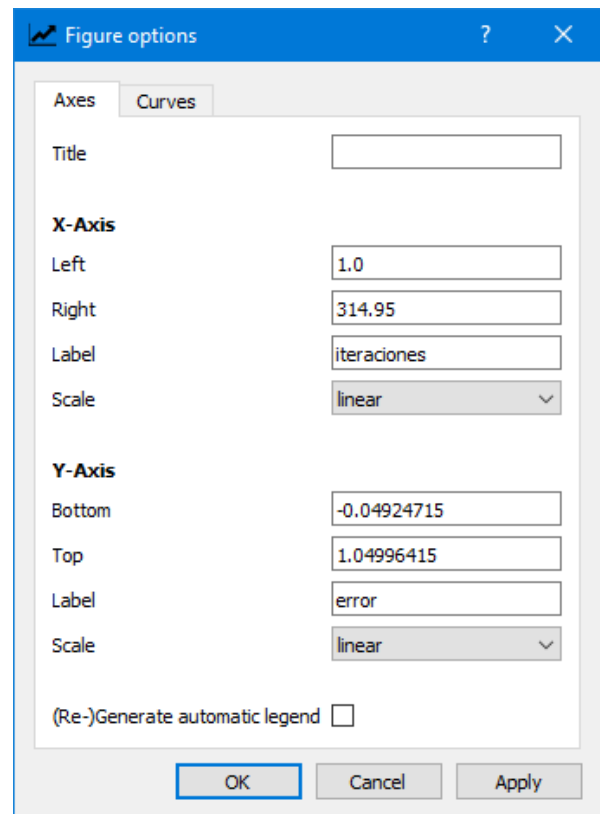 Figure options ?
Axes Curves
Title
X-Axis
Left 1.0
Right 314.95
Label iteraciones
Scale linear
Y-Axis
Bottom -0.04924715
Top 1.04996415
Label error
Scale linear
(Re-)Generate automatic legend
OK Cancel Apply